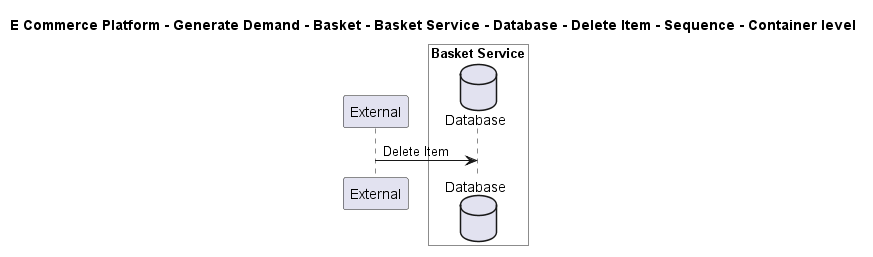 E Commerce Platform - Generate Demand - Basket - Basket Service - Database - Delete Item - Sequence - Container level
Basket Service
External
Database
Delete Item
Database
External